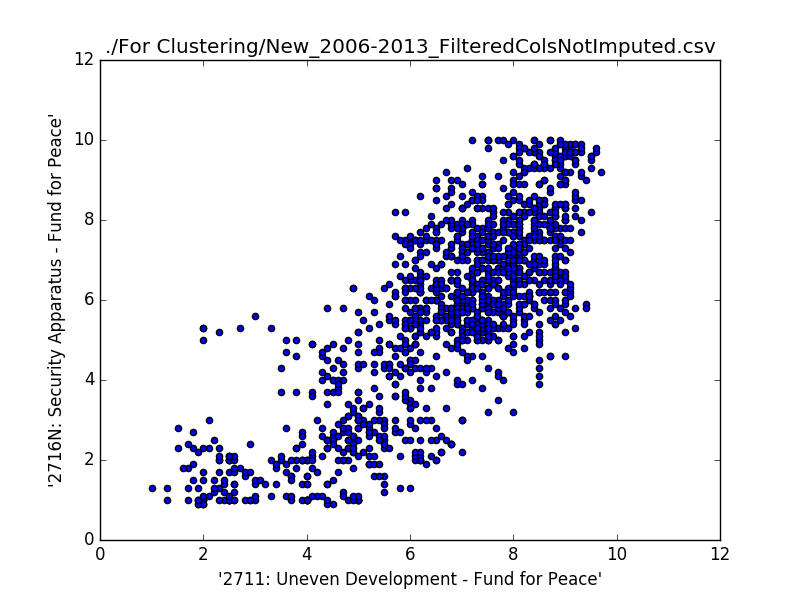 ./For Clustering/New_2006-2013_FilteredColsNotImputed.csv
12
10
8
6
4
2
0
'2716N: Security Apparatus - Fund for Peace'
0 2 4 6 8 10 12
'2711: Uneven Development - Fund for Peace'